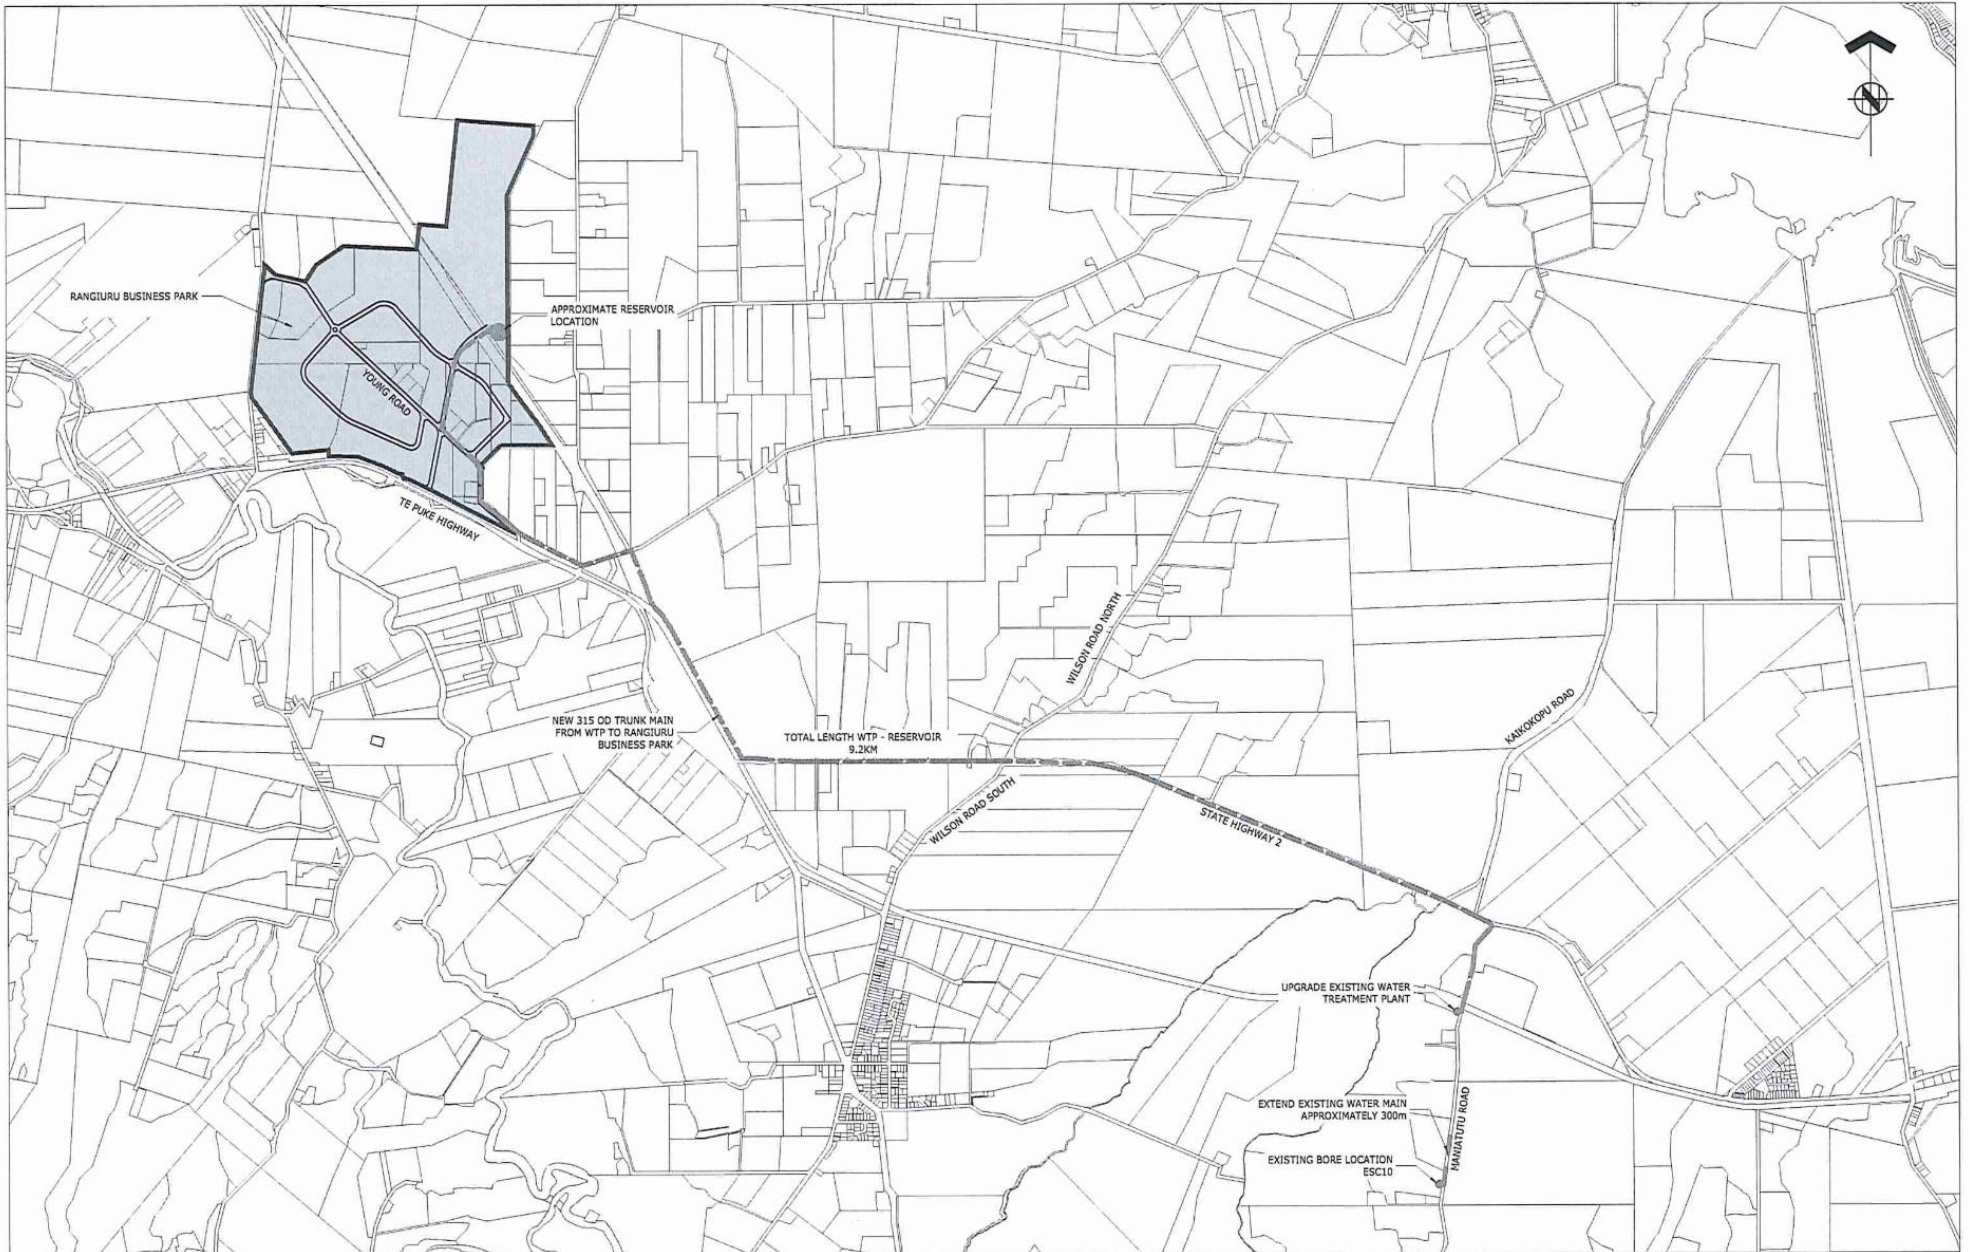 RANGIURU BUSINESS PARK
APPROXIMATE RESERVOIR
LOCATION
YOUNG ROAD
TE PUKE HIGHWAY
WILSON ROAD NORTH
NEW 315 OD TRUNK MAIN
FROM WTP TO RANGIURU
BUSINESS PARK
TOTAL LENGTH WTP - RESERVOIR
9.2KM
KAIKOKOPU ROAD
WILSON ROAD SOUTH
STATE HIGHWAY 2
UPGRADE EXISTING WATER
TREATMENT PLANT
EXTEND EXISTING WATER MAIN
APPROXIMATELY 300m
MANIATUTU ROAD
EXISTING BORE LOCATION
ESC10
N